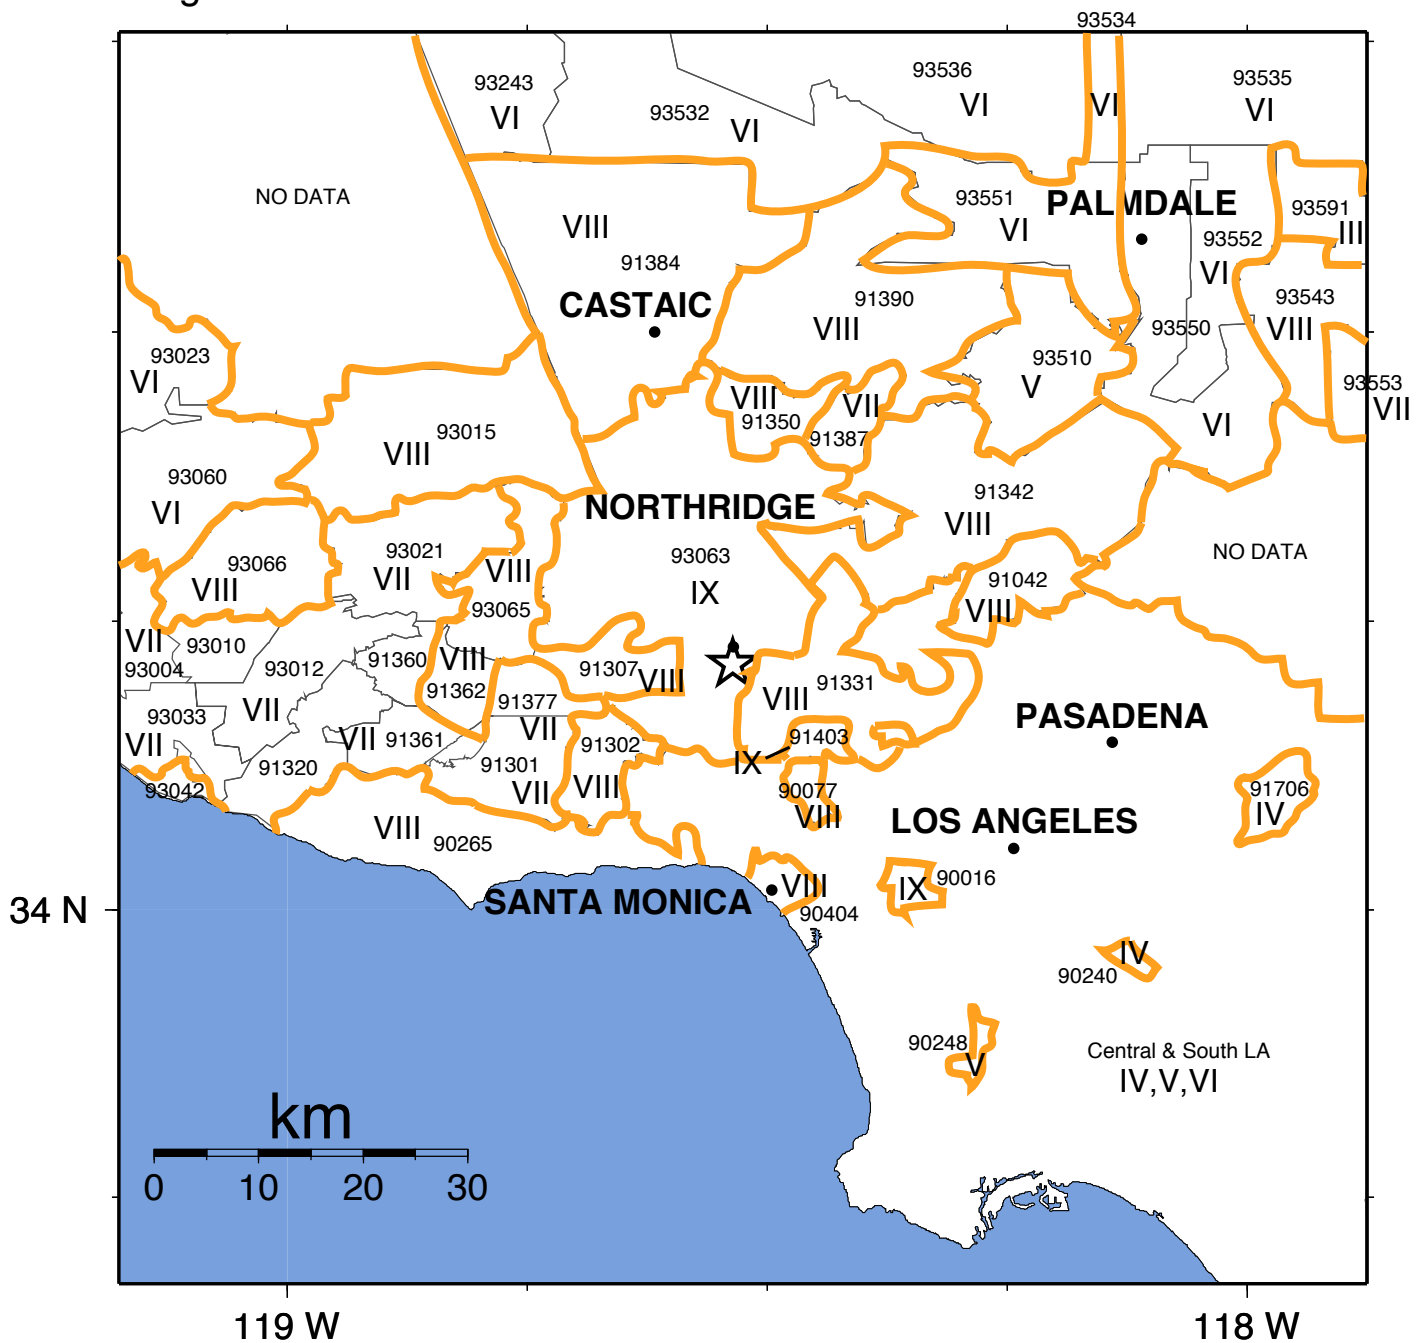 g
93534
93243
VI
93532
VI
93536
VI
VI
93535
VI
NO DATA
VIII
91384
CASTAIC
93551
VI
PALMDALE
93591
III
93552
VI
93543
VIII
93550
91390
VIII
93023
VI
93510
V
93553
VII
VIII
91350
VII
91387
VI
93015
VIII
93060
VI
NORTHRIDGE
91342
VIII
93063
IX
NO DATA
93066
VIII
93021
VII
VIII
93065
91042
VIII
VII
93004
93010
93012
VII
91360
VIII
91362
91307
VIII
91377
VII
VIII
91331
93033
VII
VII
91361
91302
VIII
91403
IX
PASADENA
91320
91301
VII
93042
90077
VIII
91706
IV
VIII
90265
LOS ANGELES
SANTA MONICA
VIII
90404
IX
90016
34 N
IV
90240
90248
V
Central & South LA
IV,V,VI
km
0 10 20 30
119 W
118 W